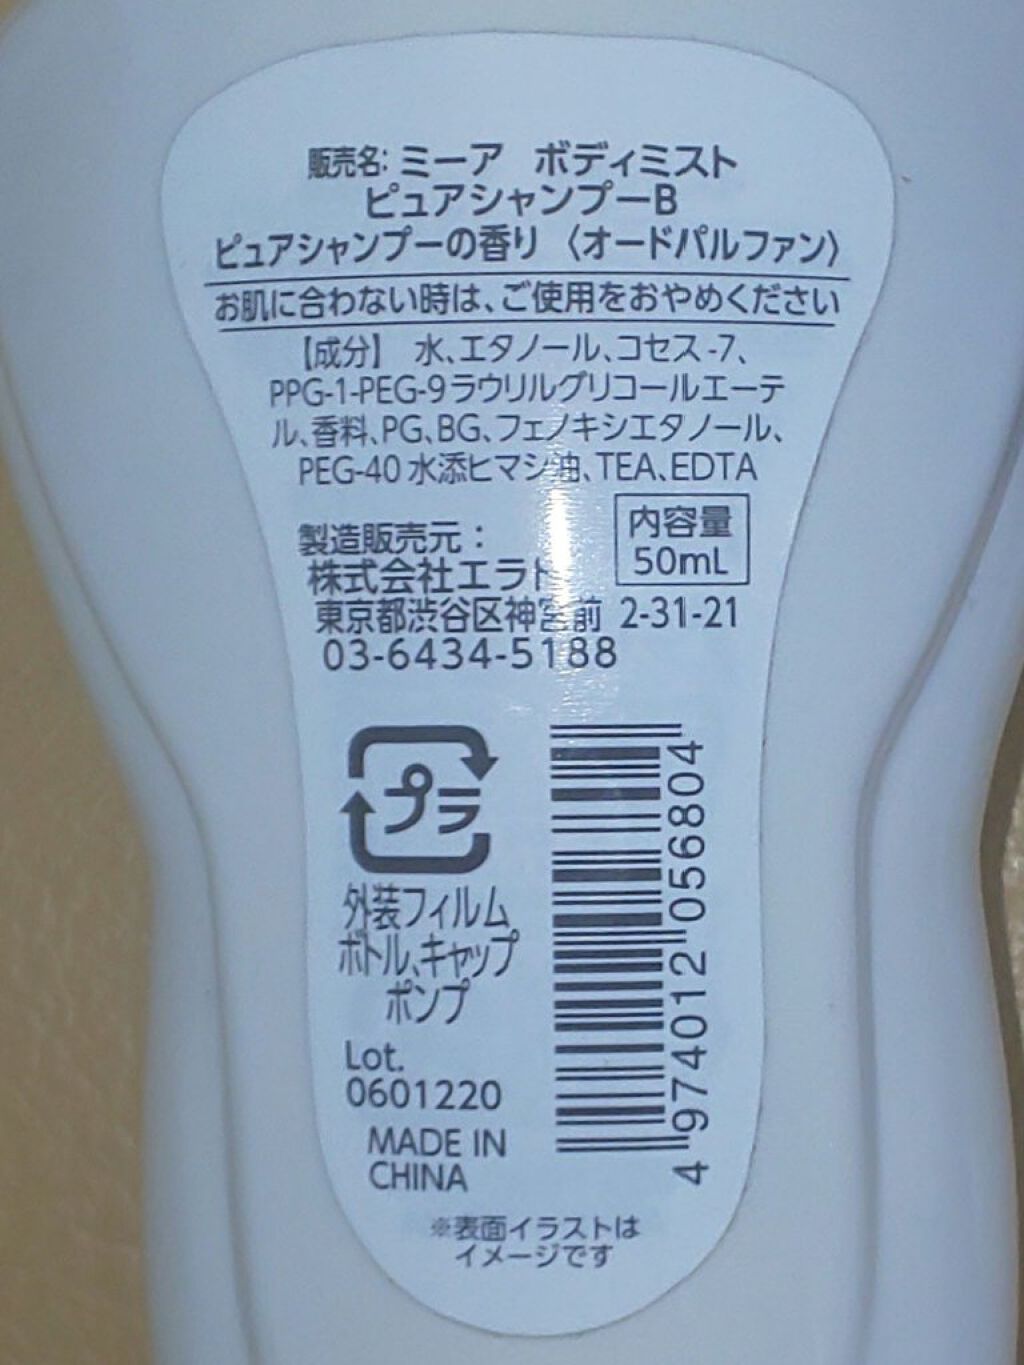 販売名: ミーア ボディミスト
ピュアシャンプーB
ピュアシャンプーの香り 〈オードパルファン〉
お肌に合わない時は、ご使用をおやめください
【成分】 水、エタノール、コセス-7、
PPG-1-PEG-9ラウリルグリコールエーテ
ル、香料、PG、BG、フェノキシエタノール、
PEG-40水添ヒマシ油、TEA、EDTA
製造販売元：
株式会社エラト
東京都渋谷区神宮前 2-31-21
03-6434-5188
内容量
50mL
プラ
外装フィルム
ボトル、キャップ
ポンプ
Lot.
0601220
MADE IN
CHINA
4 974012 056804
※表面イラストは
イメージです